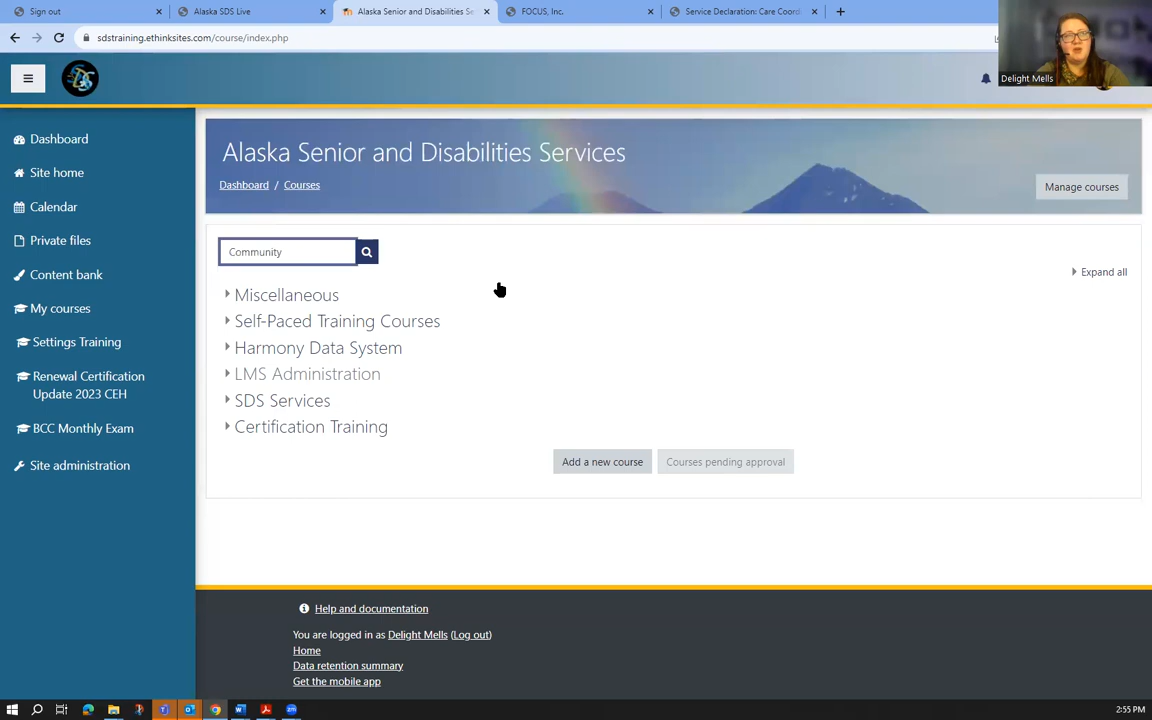 Sign out
Alaska SDS Live
Alaska Senior and Disabilities Se
FOCUS, Inc.
Service Declaration: Care Coord
sdstraining.ethinksites.com/course/index.php
Delight Mells
Dashboard
Site home
Calendar
Private files
Content bank
My courses
Settings Training
Renewal Certification
Update 2023 CEH
BCC Monthly Exam
Site administration
Alaska Senior and Disabilities Services
Dashboard / Courses
Manage courses
Community
Expand all
Miscellaneous
Self-Paced Training Courses
Harmony Data System
LMS Administration
SDS Services
Certification Training
Add a new course
Courses pending approval
Help and documentation
You are logged in as Delight Mells (Log out)
Home
Data retention summary
Get the mobile app
2:55 PM